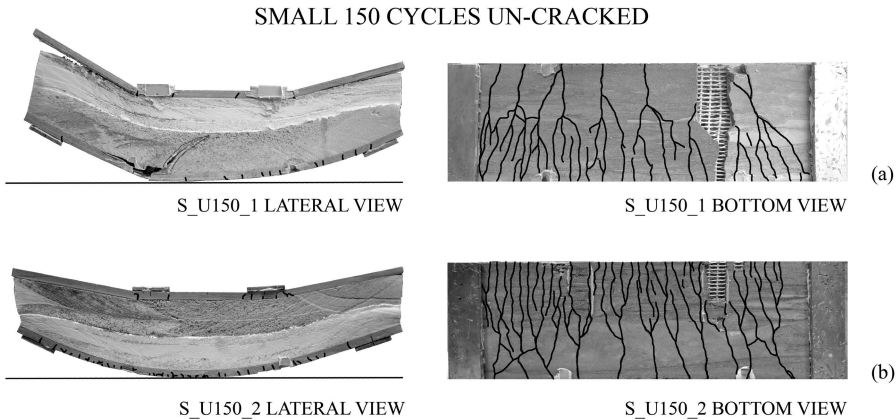 SMALL 150 CYCLES UN-CRACKED
S_U150_1 LATERAL VIEW
S_U150_1 BOTTOM VIEW
(a)
S_U150_2 LATERAL VIEW
S_U150_2 BOTTOM VIEW
(b)